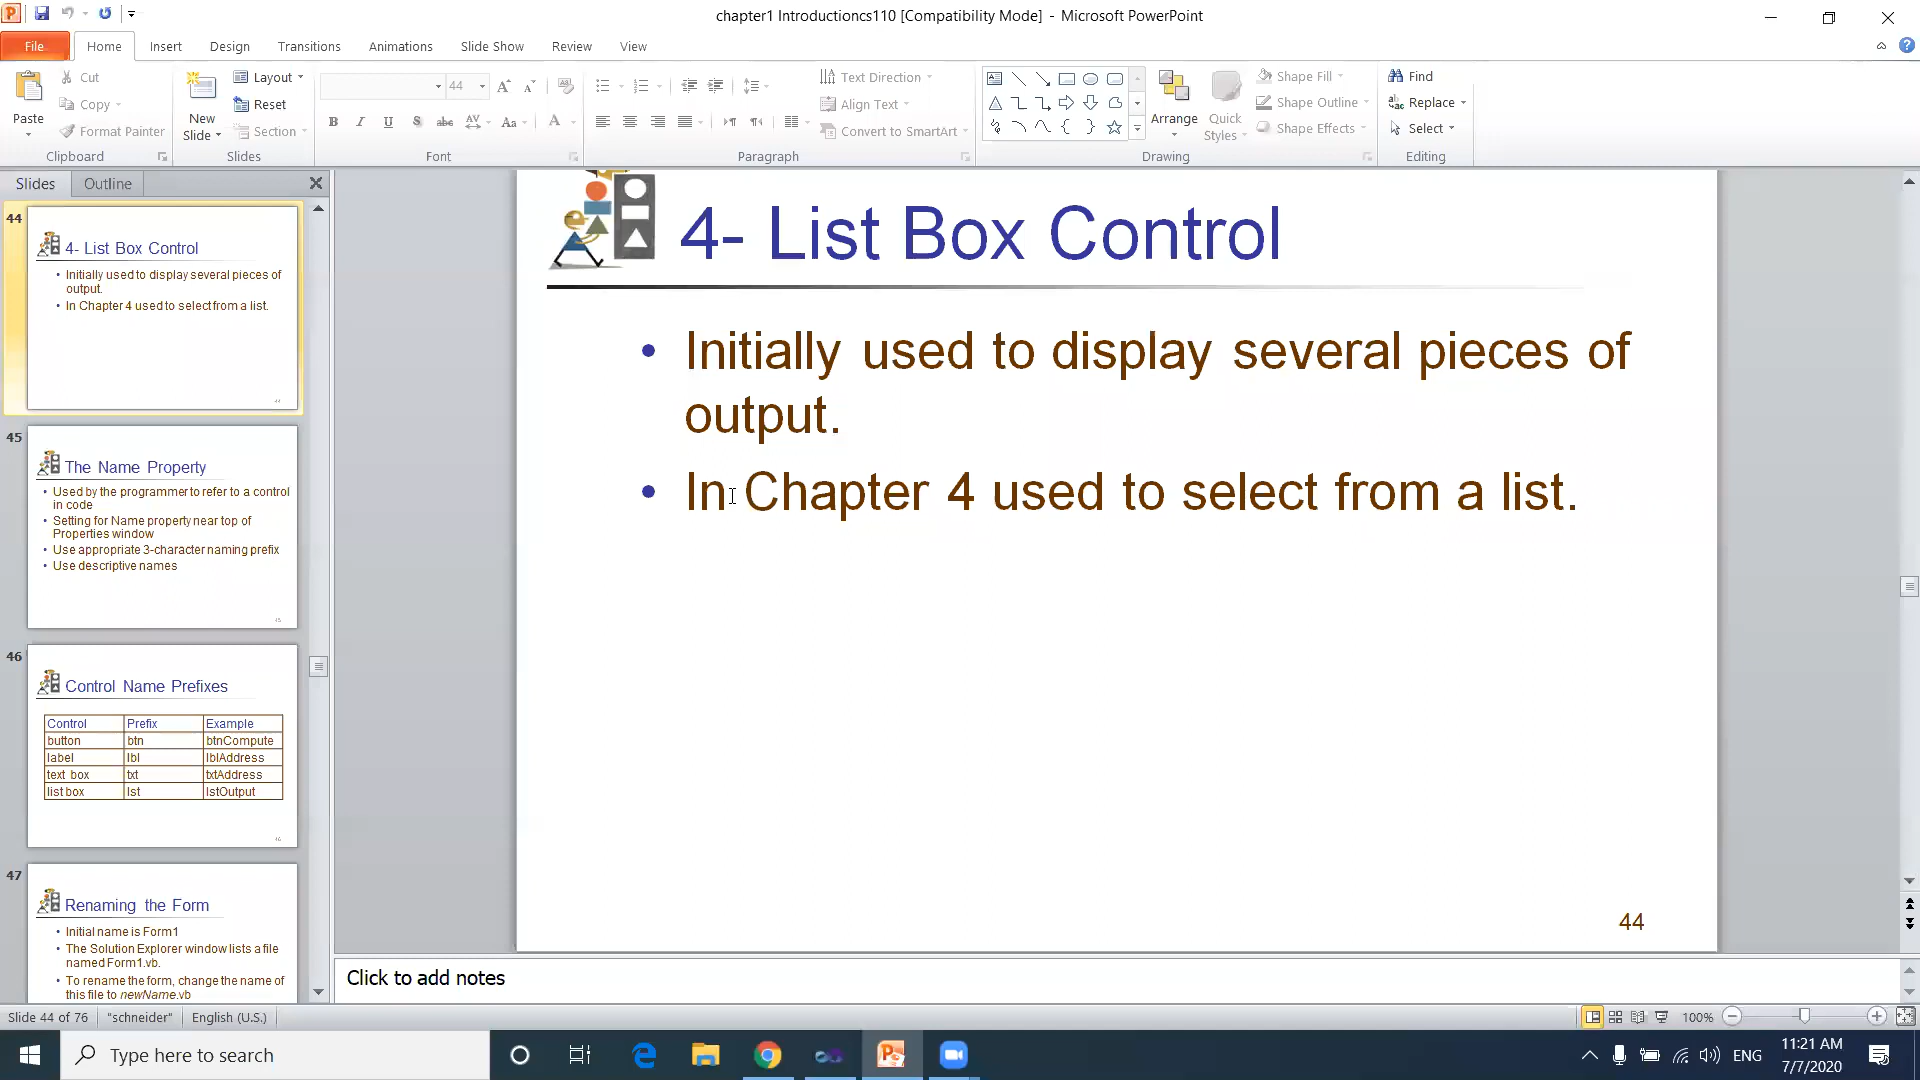 chapter1 Introductioncs110 [Compatibility Mode] - Microsoft PowerPoint
File Home Insert Design Transitions Animations Slide Show Review View
Paste
Cut
Copy
Format Painter
Clipboard
New
Slide
Layout
Reset
Section
Slides
44
Font
Text Direction
Align Text
Convert to SmartArt
Paragraph
Arrange
Quick
Styles
Shape Fill
Shape Outline
Shape Effects
Drawing
Find
Replace
Select
Editing
Slides Outline
44
4- List Box Control
• Initially used to display several pieces of
output.
• In Chapter 4 used to select from a list.
44
45
The Name Property
• Used by the programmer to refer to a control
in code
• Setting for Name property near top of
Properties window
• Use appropriate 3-character naming prefix
• Use descriptive names
45
46
Control Name Prefixes
Control Prefix Example
button btn btnCompute
label lbl lblAddress
text box txt txtAddress
list box lst lstOutput
46
47
Renaming the Form
• Initial name is Form1
• The Solution Explorer window lists a file
named Form1.vb.
• To rename the form, change the name of
this file to newName.vb
4- List Box Control
• Initially used to display several pieces of
output.
• In Chapter 4 used to select from a list.
44
Click to add notes
Slide 44 of 76 "schneider" English (U.S.) 100%
Type here to search
ENG
11:21 AM
7/7/2020